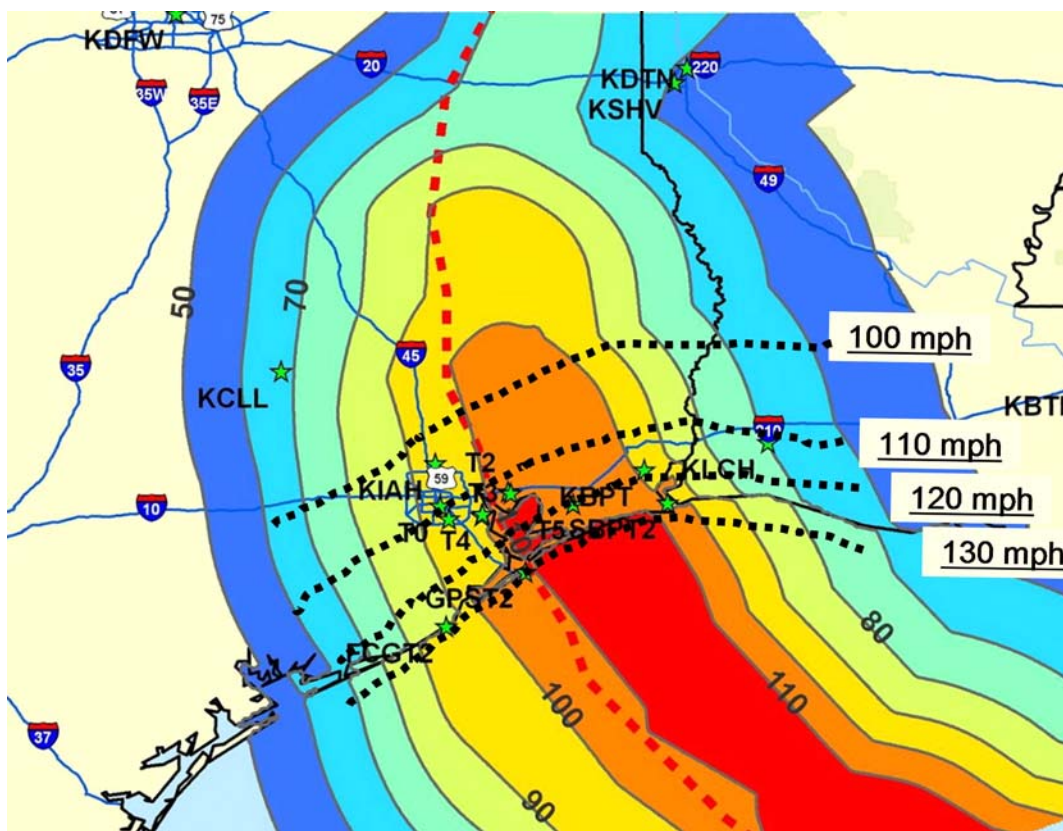 75
KDFW
20
35W
35E
KDTN
220
KSHV
49
50
70
45
100 mph
35
KCLL
110 mph
T2
59
KIAH
T3
KLCH
10
KBPT
120 mph
T0
T4
T5
SBPT2
130 mph
GPST2
FCGT2
80
110
100
37
90